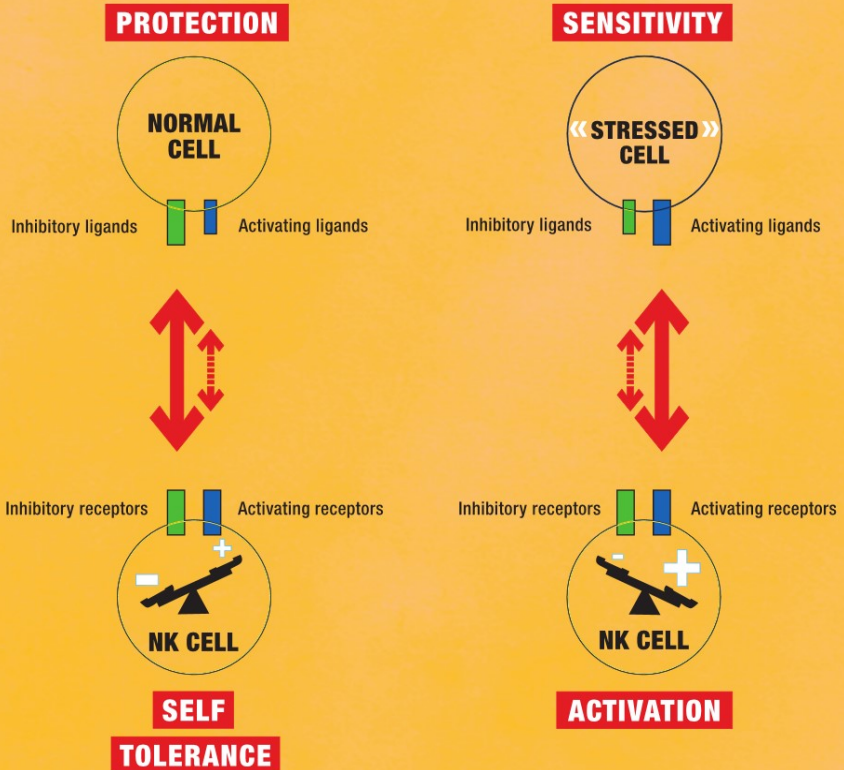 PROTECTION
NORMAL
CELL
Inhibitory ligands
Activating ligands
Inhibitory receptors
Activating receptors
- +
NK CELL
SELF
TOLERANCE
SENSITIVITY
« STRESSED »
CELL
Inhibitory ligands
Activating ligands
Inhibitory receptors
Activating receptors
- +
NK CELL
ACTIVATION